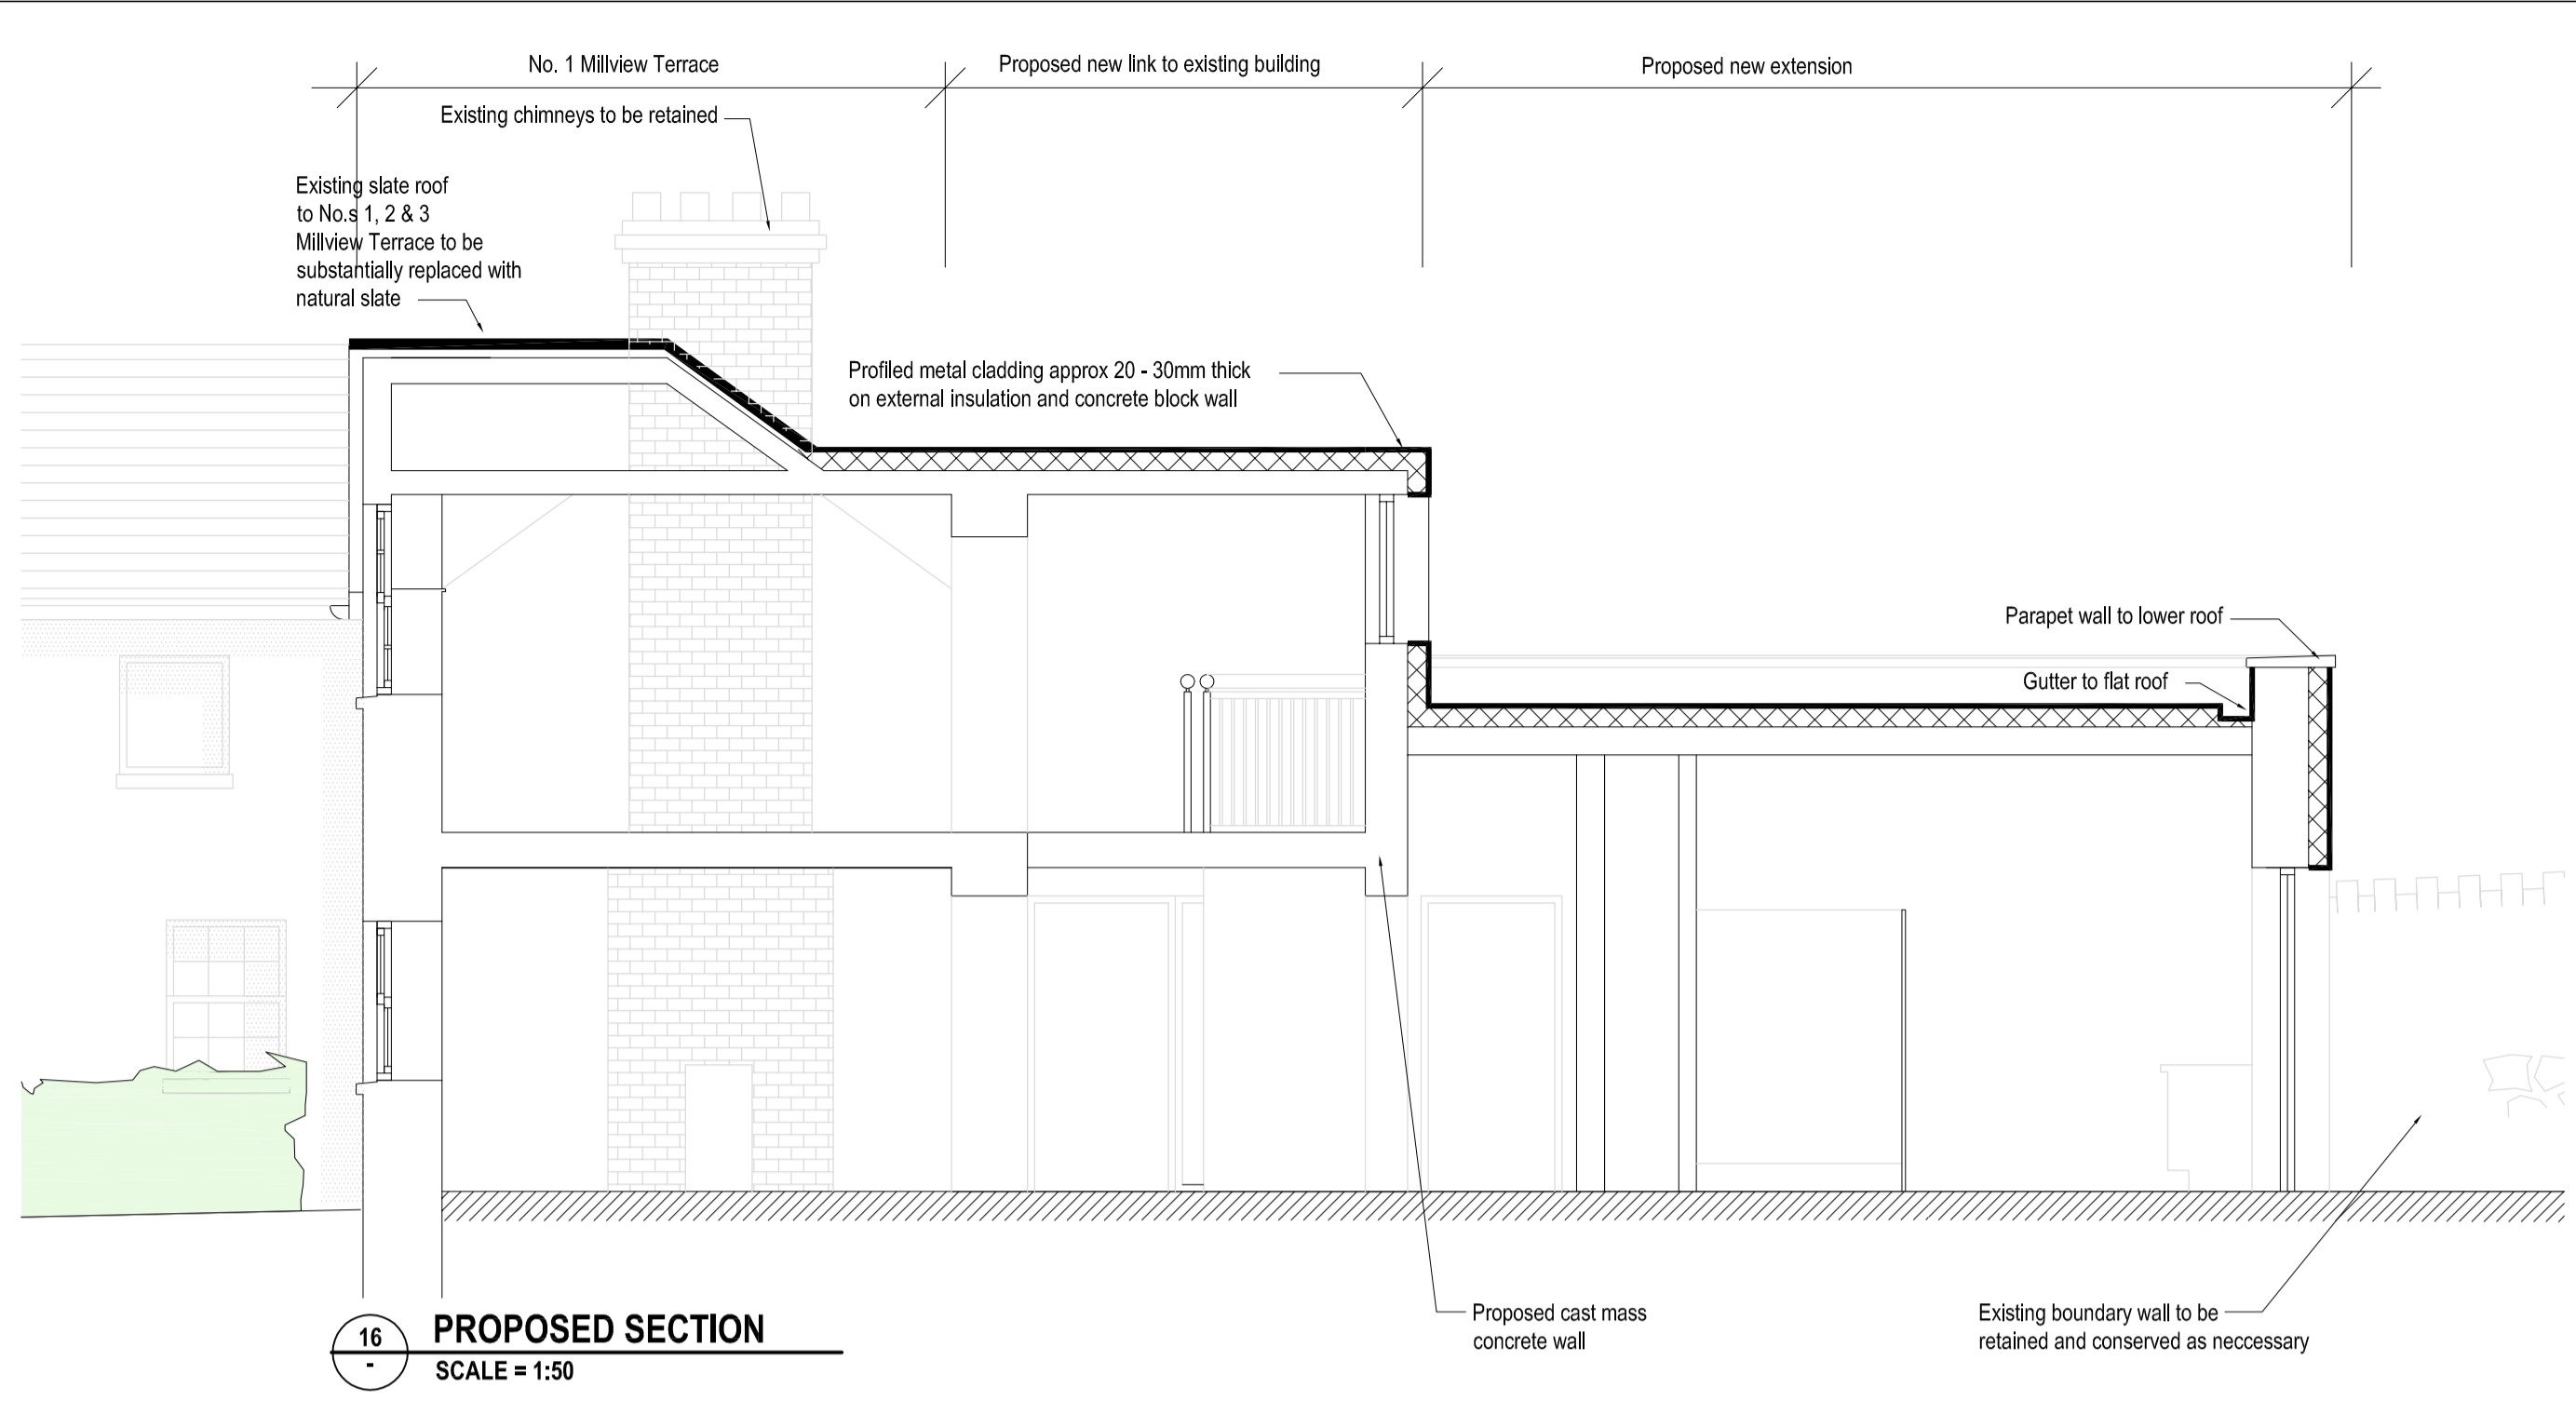 No. 1 Millview Terrace
Proposed new link to existing building
Proposed new extension
Existing chimneys to be retained
Existing slate roof
to No.s 1, 2 & 3
Millview Terrace to be
substantially replaced with
natural slate
Profiled metal cladding approx 20 - 30mm thick
on external insulation and concrete block wall
Parapet wall to lower roof
Gutter to flat roof
Proposed cast mass
concrete wall
Existing boundary wall to be
retained and conserved as neccessary
16
-
PROPOSED SECTION
SCALE = 1:50